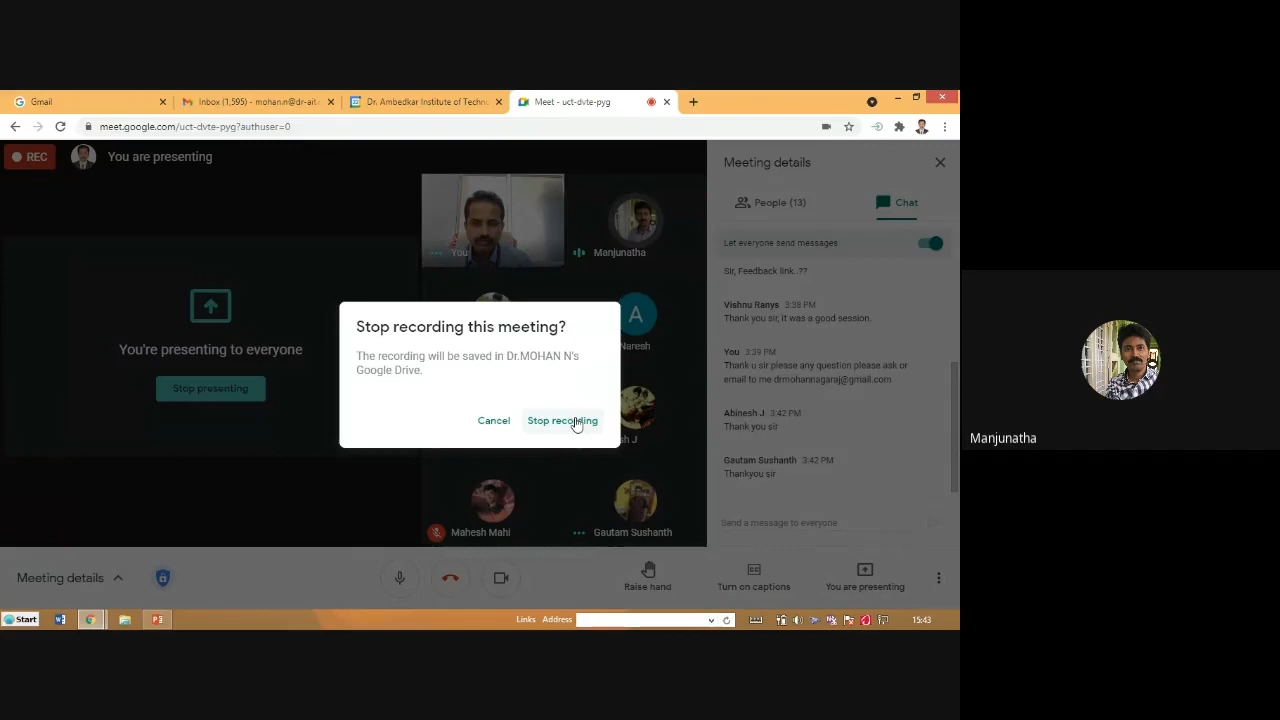 Gmail
Inbox (1,595) - mohan.n@dr-ait
Dr. Ambedkar Institute of Techno
Meet - uct-dvte-pyg
meet.google.com/uct-dvte-pyg?authuser=0
REC
You are presenting
Meeting details
People (13)
Chat
Let everyone send messages
You
Manjunatha
Sir, Feedback link..??
Vishnu Ranys 3:38 PM
Thank you sir, it was a good session.
You're presenting to everyone
Stop presenting
Stop recording this meeting?
The recording will be saved in Dr.MOHAN N's
Google Drive.
Cancel
Stop recording
Naresh
sh J
You 3:39 PM
Thank u sir please any please ask or
email to me drmohannagaraj@gmail.com
Abinesh J 3:42 PM
Thank you sir
Gautam Sushanth 3:42 PM
Thankyou sir
A
Mahesh Mahi
Gautam Sushanth
Send a message to everyone
Manjunatha
Meeting details
Raise hand
Turn on captions
You are presenting
Start
Links Address
15:43